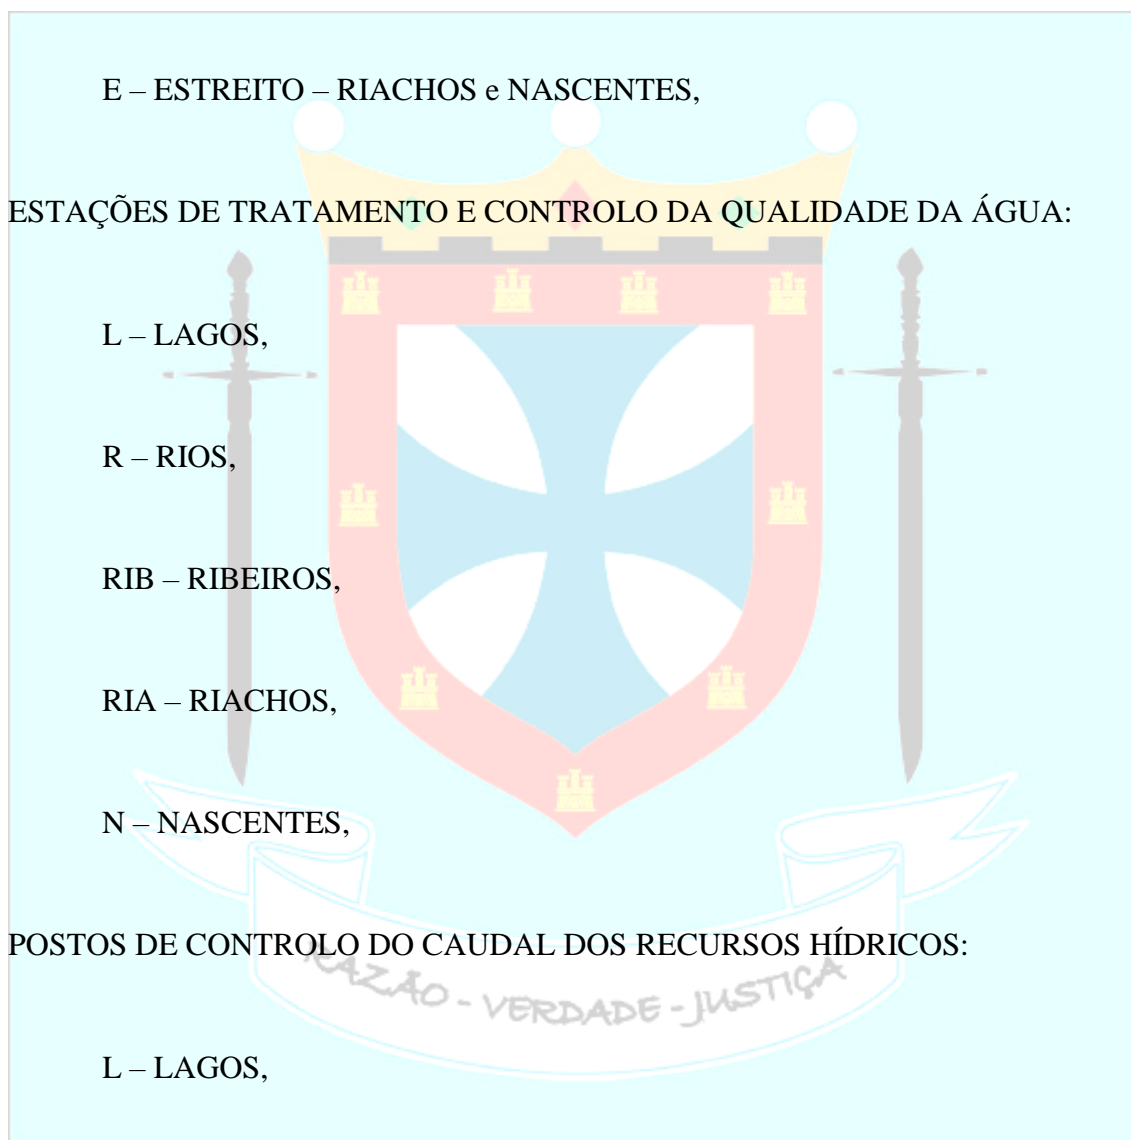 E – ESTREITO – RIACHOS e NASCENTES,
ESTAÇÕES DE TRATAMENTO E CONTROLO DA QUALIDADE DA ÁGUA:
L – LAGOS,
R – RIOS,
RIB – RIBEIROS,
RIA – RIACHOS,
N – NASCENTES,
POSTOS DE CONTROLO DO CAUDAL DOS RECURSOS HÍDRICOS:
RAZÃO - VERDADE - JUSTIÇA
L – LAGOS,